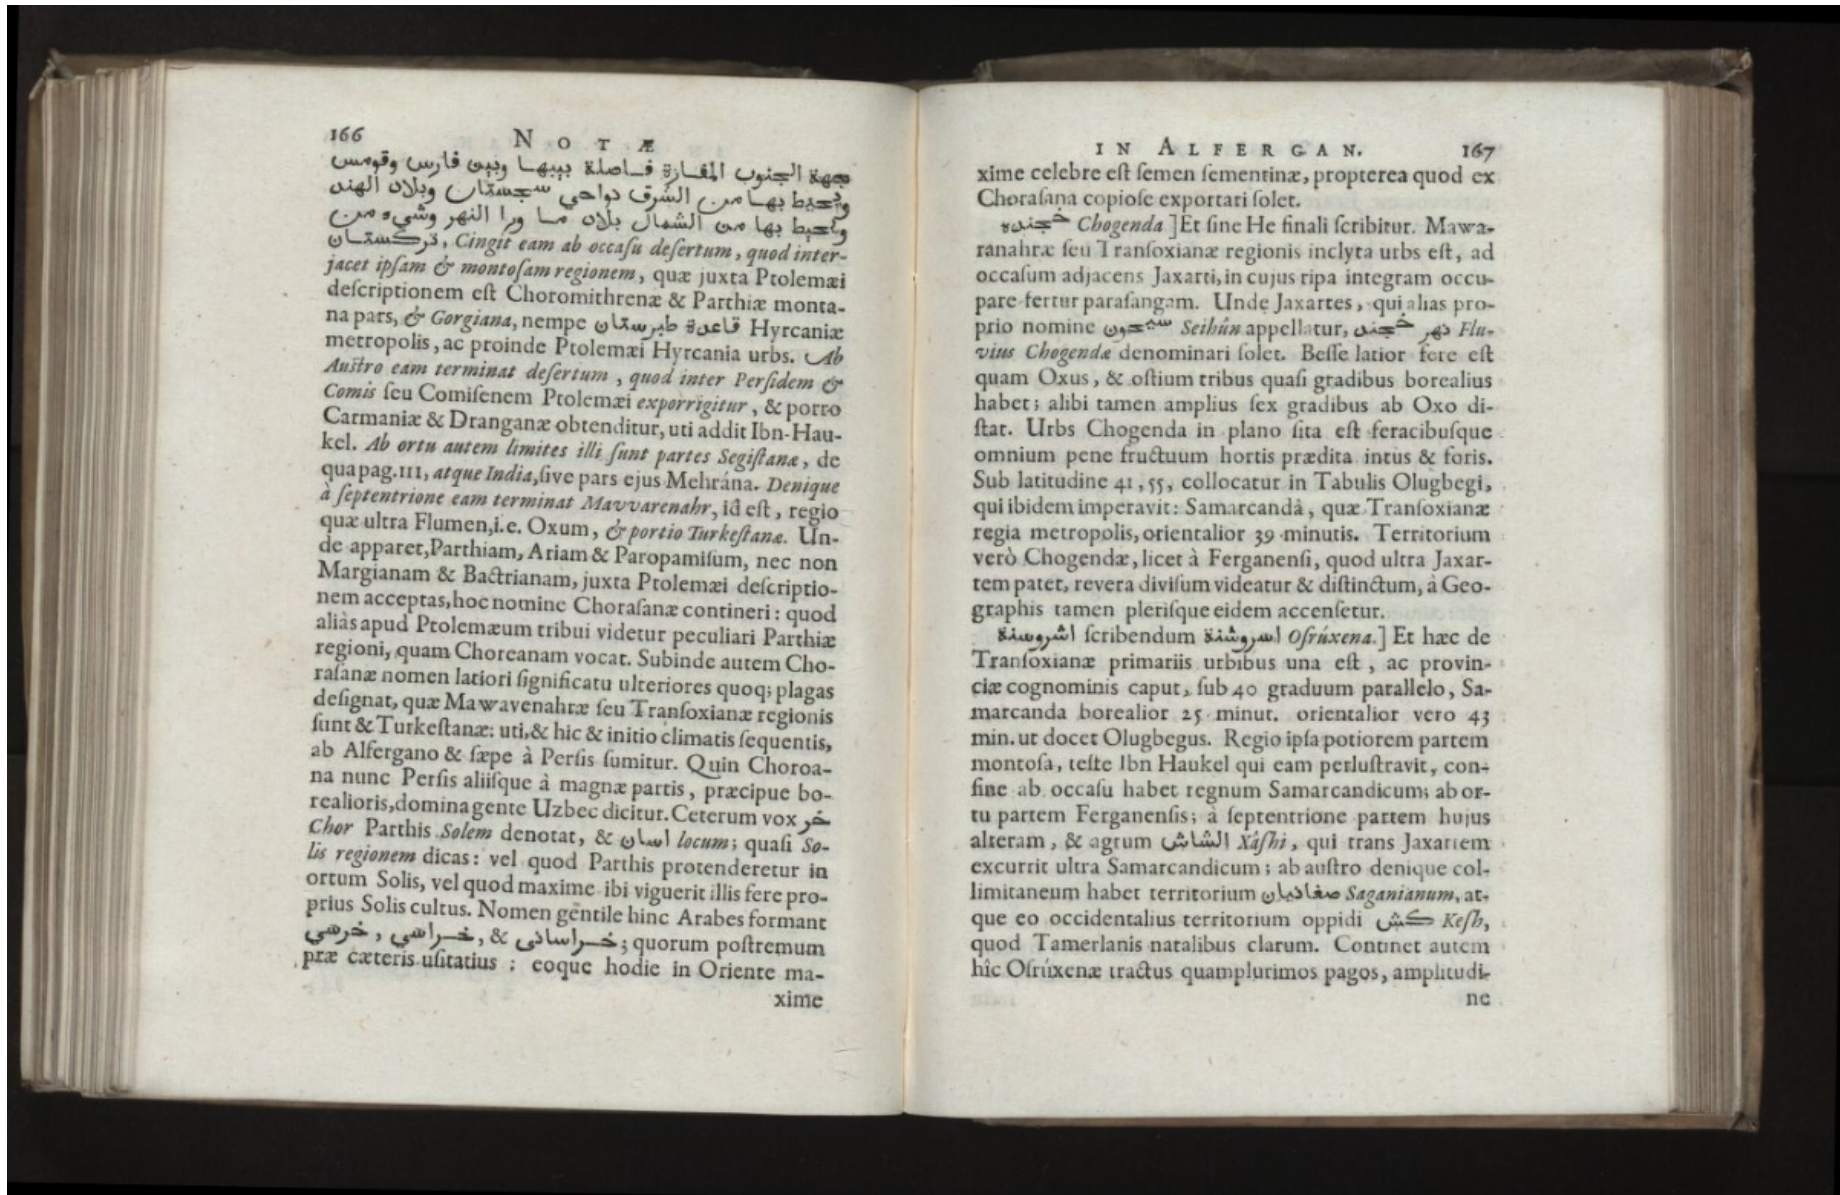 166 NOTÆ
جهة الجنوب المفازة فاصلة بينها وبين فارس وقومس
ويحيط بها من الشرق نواحي سجستان وبلاد الهند
ويحيط بها من الشمال بلاد ما ورا النهر وشيء من
تركستان, Cingit eam ab occaſu deſertum, quod inter-
jacet ipſam & montoſam regionem, quæ juxta Ptolemæi
deſcriptionem eſt Choromithrenæ & Parthiæ monta-
na pars, & Gorgiana, nempe قاعدة طبرستان Hyrcaniæ
metropolis, ac proinde Ptolemæi Hyrcania urbs. Ab
Auſtro eam terminat deſertum, quod inter Perſidem &
Comis ſeu Comiſenem Ptolemæi exporrigitur, & porro
Carmaniæ & Dranganæ obtenditur, uti addit Ibn-Hau-
kel. Ab ortu autem limites illi ſunt partes Segiſtanæ, de
qua pag. 111, atque India, ſive pars ejus Mehrána. Denique
à ſeptentrione eam terminat Mavvarenahr, id eſt, regio
quæ ultra Flumen, i.e. Oxum, & portio Turkeſtanæ. Un-
de apparet, Parthiam, Ariam & Paropamiſum, nec non
Margianam & Bactrianam, juxta Ptolemæi deſcriptio-
nem acceptas, hoc nomine Choraſanæ contineri: quod
aliàs apud Ptolemæum tribui videtur peculiari Parthiæ
regioni, quam Choreanam vocat. Subinde autem Cho-
raſanæ nomen latiori ſignificatu ulteriores quoq; plagas
deſignat, quæ Mawavenahræ ſeu Tranſoxianæ regionis
ſunt & Turkeſtanæ: uti, & hic & initio climatis ſequentis,
ab Alfergano & ſæpe à Perſis ſumitur. Quin Choroa-
na nunc Perſis aliiſque à magnæ partis, præcipue bo-
realioris, dominagente Uzbec dicitur. Ceterum vox خر
Chor Parthis Solem denotat, & اسان locum; quaſi So-
lis regionem dicas: vel quod Parthis protenderetur in
ortum Solis, vel quod maxime ibi viguerit illis fere pro-
prius Solis cultus. Nomen gentile hinc Arabes formant
خرسي, خراسي, & خراساني; quorum poſtremum
præ cæteris uſitatius: eoque hodie in Oriente ma-
xime
IN ALFERGAN. 167
xime celebre eſt ſemen ſementinæ, propterea quod ex
Choraſana copioſe exportari ſolet.
خجنده Chogenda] Et ſine He finali ſcribitur. Mawa-
ranahræ ſeu Tranſoxianæ regionis inclyta urbs eſt, ad
occaſum adjacens Jaxarti, in cujus ripa integram occu-
pare fertur paraſangam. Unde Jaxartes, qui alias pro-
prio nomine سيحون Seihûn appellatur, نهر خجند Flu-
vius Chogendæ denominari ſolet. Beſſe latior fere eſt
quam Oxus, & oſtium tribus quaſi gradibus borealius
habet; alibi tamen amplius ſex gradibus ab Oxo di-
ſtat. Urbs Chogenda in plano ſita eſt feracibuſque
omnium pene fructuum hortis prædita intus & foris.
Sub latitudine 41, 55, collocatur in Tabulis Olugbegi,
qui ibidem imperavit: Samarcandâ, quæ Tranſoxianæ
regia metropolis, orientalior 39 minutis. Territorium
verò Chogendæ, licet à Ferganenſi, quod ultra Jaxar-
tem patet, revera diviſum videatur & diſtinctum, à Geo-
graphis tamen pleriſque eidem accenſetur.
اشروسنة ſcribendum اسروشنة Oſrúxena.] Et hæc de
Tranſoxianæ primariis urbibus una eſt, ac provin-
ciæ cognominis caput, ſub 40 graduum parallelo, Sa-
marcanda borealior 25 minut. orientalior vero 43
min. ut docet Olugbegus. Regio ipſa potiorem partem
montoſa, teſte Ibn Haukel qui eam perluſtravit, con-
fine ab occaſu habet regnum Samarcandicum; ab or-
tu partem Ferganenſis; à ſeptentrione partem hujus
alteram, & agrum الشاش Xâſhi, qui trans Jaxartem
excurrit ultra Samarcandicum; ab auſtro denique col-
limitaneum habet territorium صغانيان Saganianum, at-
que eo occidentalius territorium oppidi كش Keſh,
quod Tamerlanis natalibus clarum. Continet autem
hîc Oſrúxenæ tractus quamplurimos pagos, amplitudi-
ne